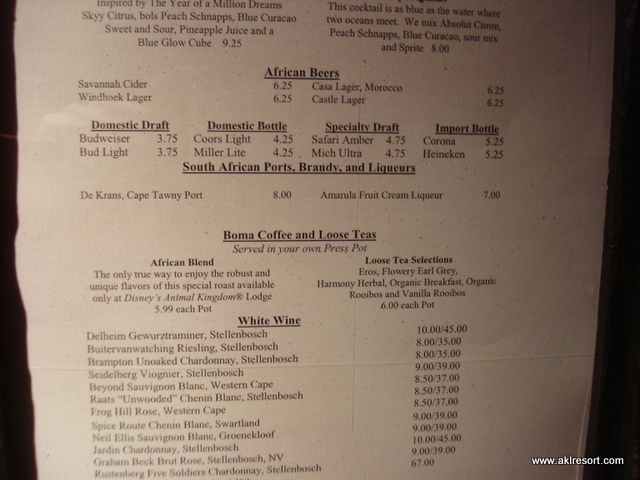 Inspired by The Year of a Million Dreams
Skyy Citrus, bols Peach Schnapps, Blue Curacao
Sweet and Sour, Pineapple Juice and a
Blue Glow Cube 9.25
This cocktail is as blue as the water where
two oceans meet. We mix Absolut Citron,
Peach Schnapps, Blue Curacao, sour mix
and Sprite 8.00
African Beers
Savannah Cider 6.25 Casa Lager, Morocco 6.25
Windhoek Lager 6.25 Castle Lager 6.25
Domestic Draft Domestic Bottle Specialty Draft Import Bottle
Budweiser 3.75 Coors Light 4.25 Safari Amber 4.75 Corona 5.25
Bud Light 3.75 Miller Lite 4.25 Mich Ultra 4.75 Heineken 5.25
South African Ports, Brandy, and Liqueurs
De Krans, Cape Tawny Port 8.00 Amarula Fruit Cream Liqueur 7.00
Boma Coffee and Loose Teas
Served in your own Press Pot
African Blend
The only true way to enjoy the robust and
unique flavors of this special roast available
only at Disney's Animal Kingdom® Lodge
5.99 each Pot
Loose Tea Selections
Eros, Flowery Earl Grey,
Harmony Herbal, Organic Breakfast, Organic
Rooibos and Vanilla Rooibos
6.00 each Pot
White Wine
Delheim Gewurztraminer, Stellenbosch 10.00/45.00
Buitervanwatching Riesling, Stellenbosch 8.00/35.00
Brampton Unoaked Chardonnay, Stellenbosch 8.00/35.00
Seidelberg Viognier, Stellenbosch 9.00/39.00
Beyond Sauvignon Blanc, Western Cape 8.50/37.00
Raats "Unwooded" Chenin Blanc, Stellenbosch 8.50/37.00
Frog Hill Rose, Western Cape 8.50/37.00
Spice Route Chenin Blanc, Swartland 9.00/39.00
Neil Ellis Sauvignon Blanc, Groenekloof 9.00/39.00
Jardin Chardonnay, Stellenbosch 10.00/45.00
Graham Beck Brut Rose, Stellenbosch, NV 9.00/39.00
Rustenberg Five Soldiers Chardonnay, Stellenbosch 67.00
www.aklresort.com